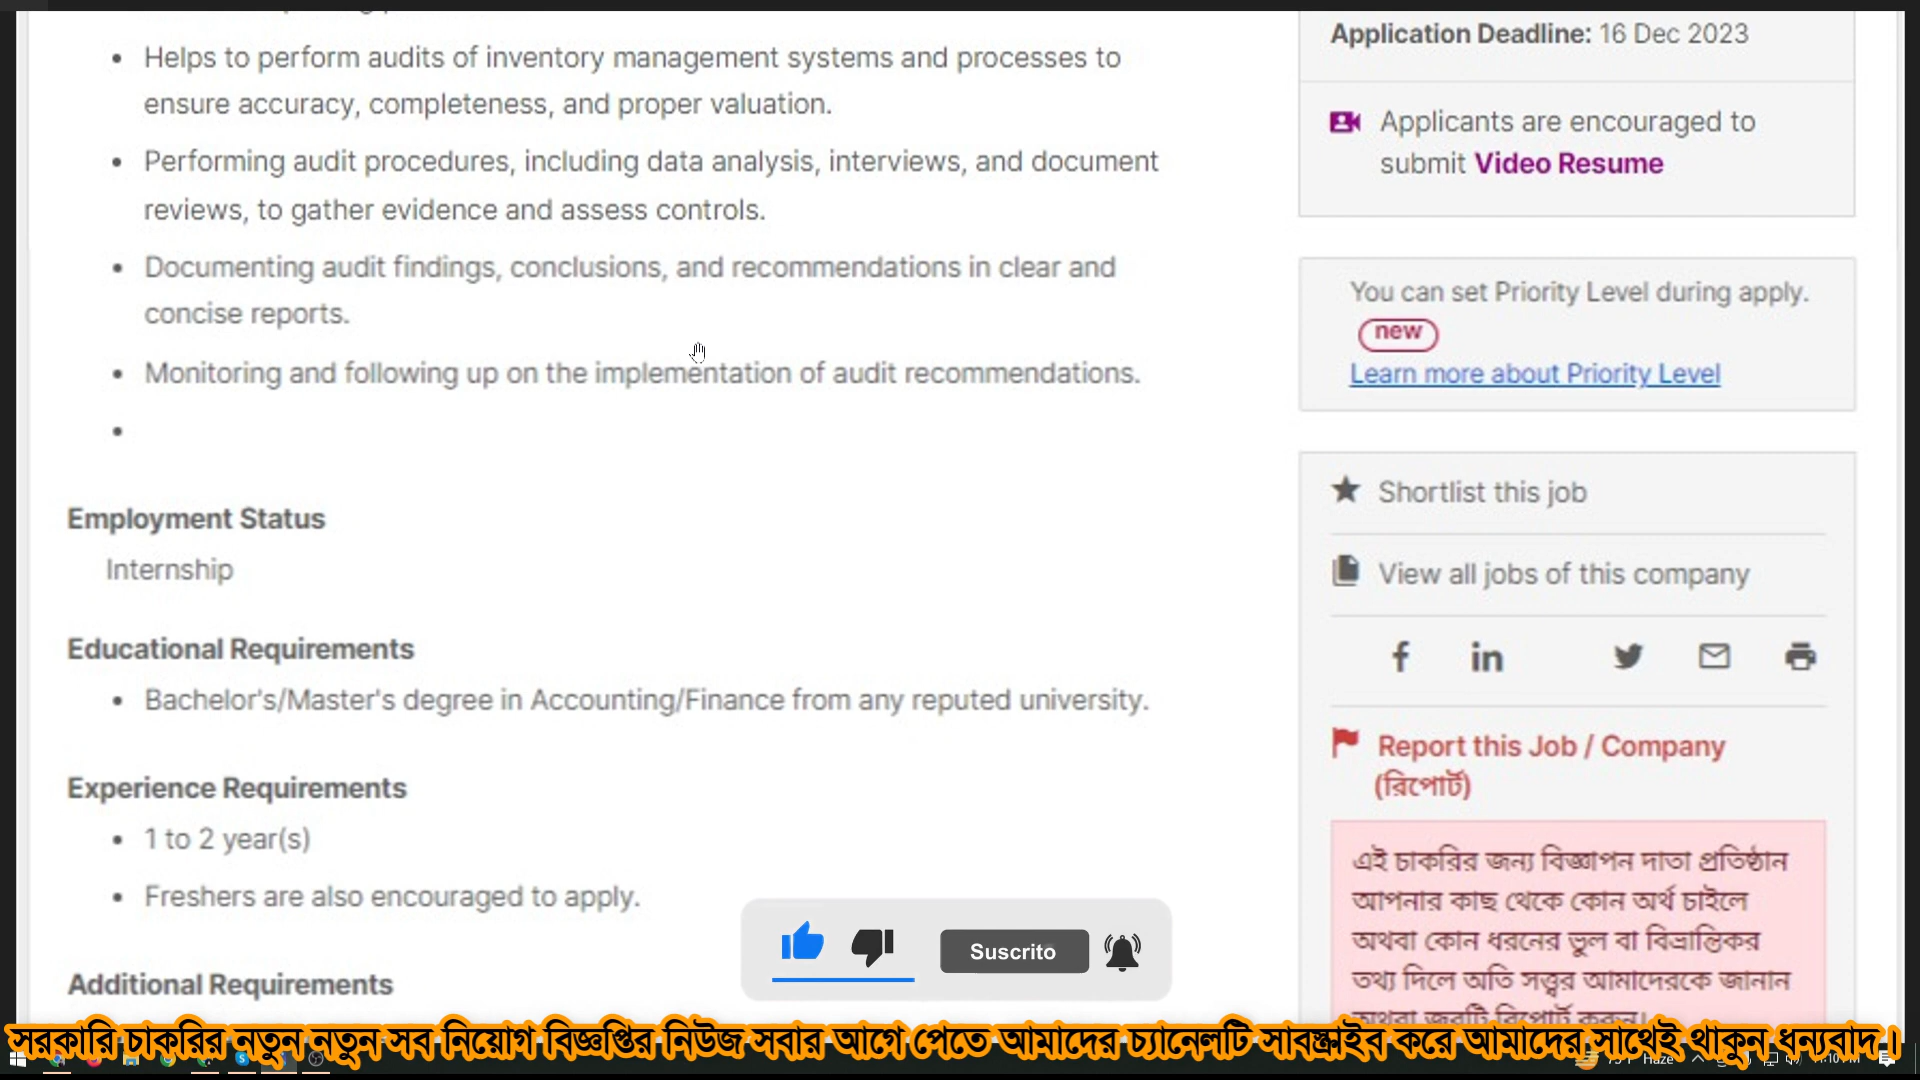 Helps to perform audits of inventory management systems and processes to
ensure accuracy, completeness, and proper valuation.
Performing audit procedures, including data analysis, interviews, and document
reviews, to gather evidence and assess controls.
Documenting audit findings, conclusions, and recommendations in clear and
concise reports.
Monitoring and following up on the implementation of audit recommendations.
Employment Status
Internship
Educational Requirements
Bachelor's/Master's degree in Accounting/Finance from any reputed university.
Experience Requirements
1 to 2 year(s)
Freshers are also encouraged to apply.
Additional Requirements
Application Deadline: 16 Dec 2023
Applicants are encouraged to
submit Video Resume
You can set Priority Level during apply.
new
Learn more about Priority Level
Shortlist this job
View all jobs of this company
Report this Job / Company
(রিপোর্ট)
এই চাকরির জন্য বিজ্ঞাপন দাতা প্রতিষ্ঠান
আপনার কাছ থেকে কোন অর্থ চাইলে
অথবা কোন ধরনের ভুল বা বিভ্রান্তিকর
তথ্য দিলে অতি সত্ত্বর আমাদেরকে জানান
অথবা জবটি রিপোর্ট করুন।
Suscrito
সরকারি চাকরির নতুন নতুন সব নিয়োগ বিজ্ঞপ্তির নিউজ সবার আগে পেতে আমাদের চ্যানেলটি সাবস্ক্রাইব করে আমাদের সাথেই থাকুন ধন্যবাদ।
Haze